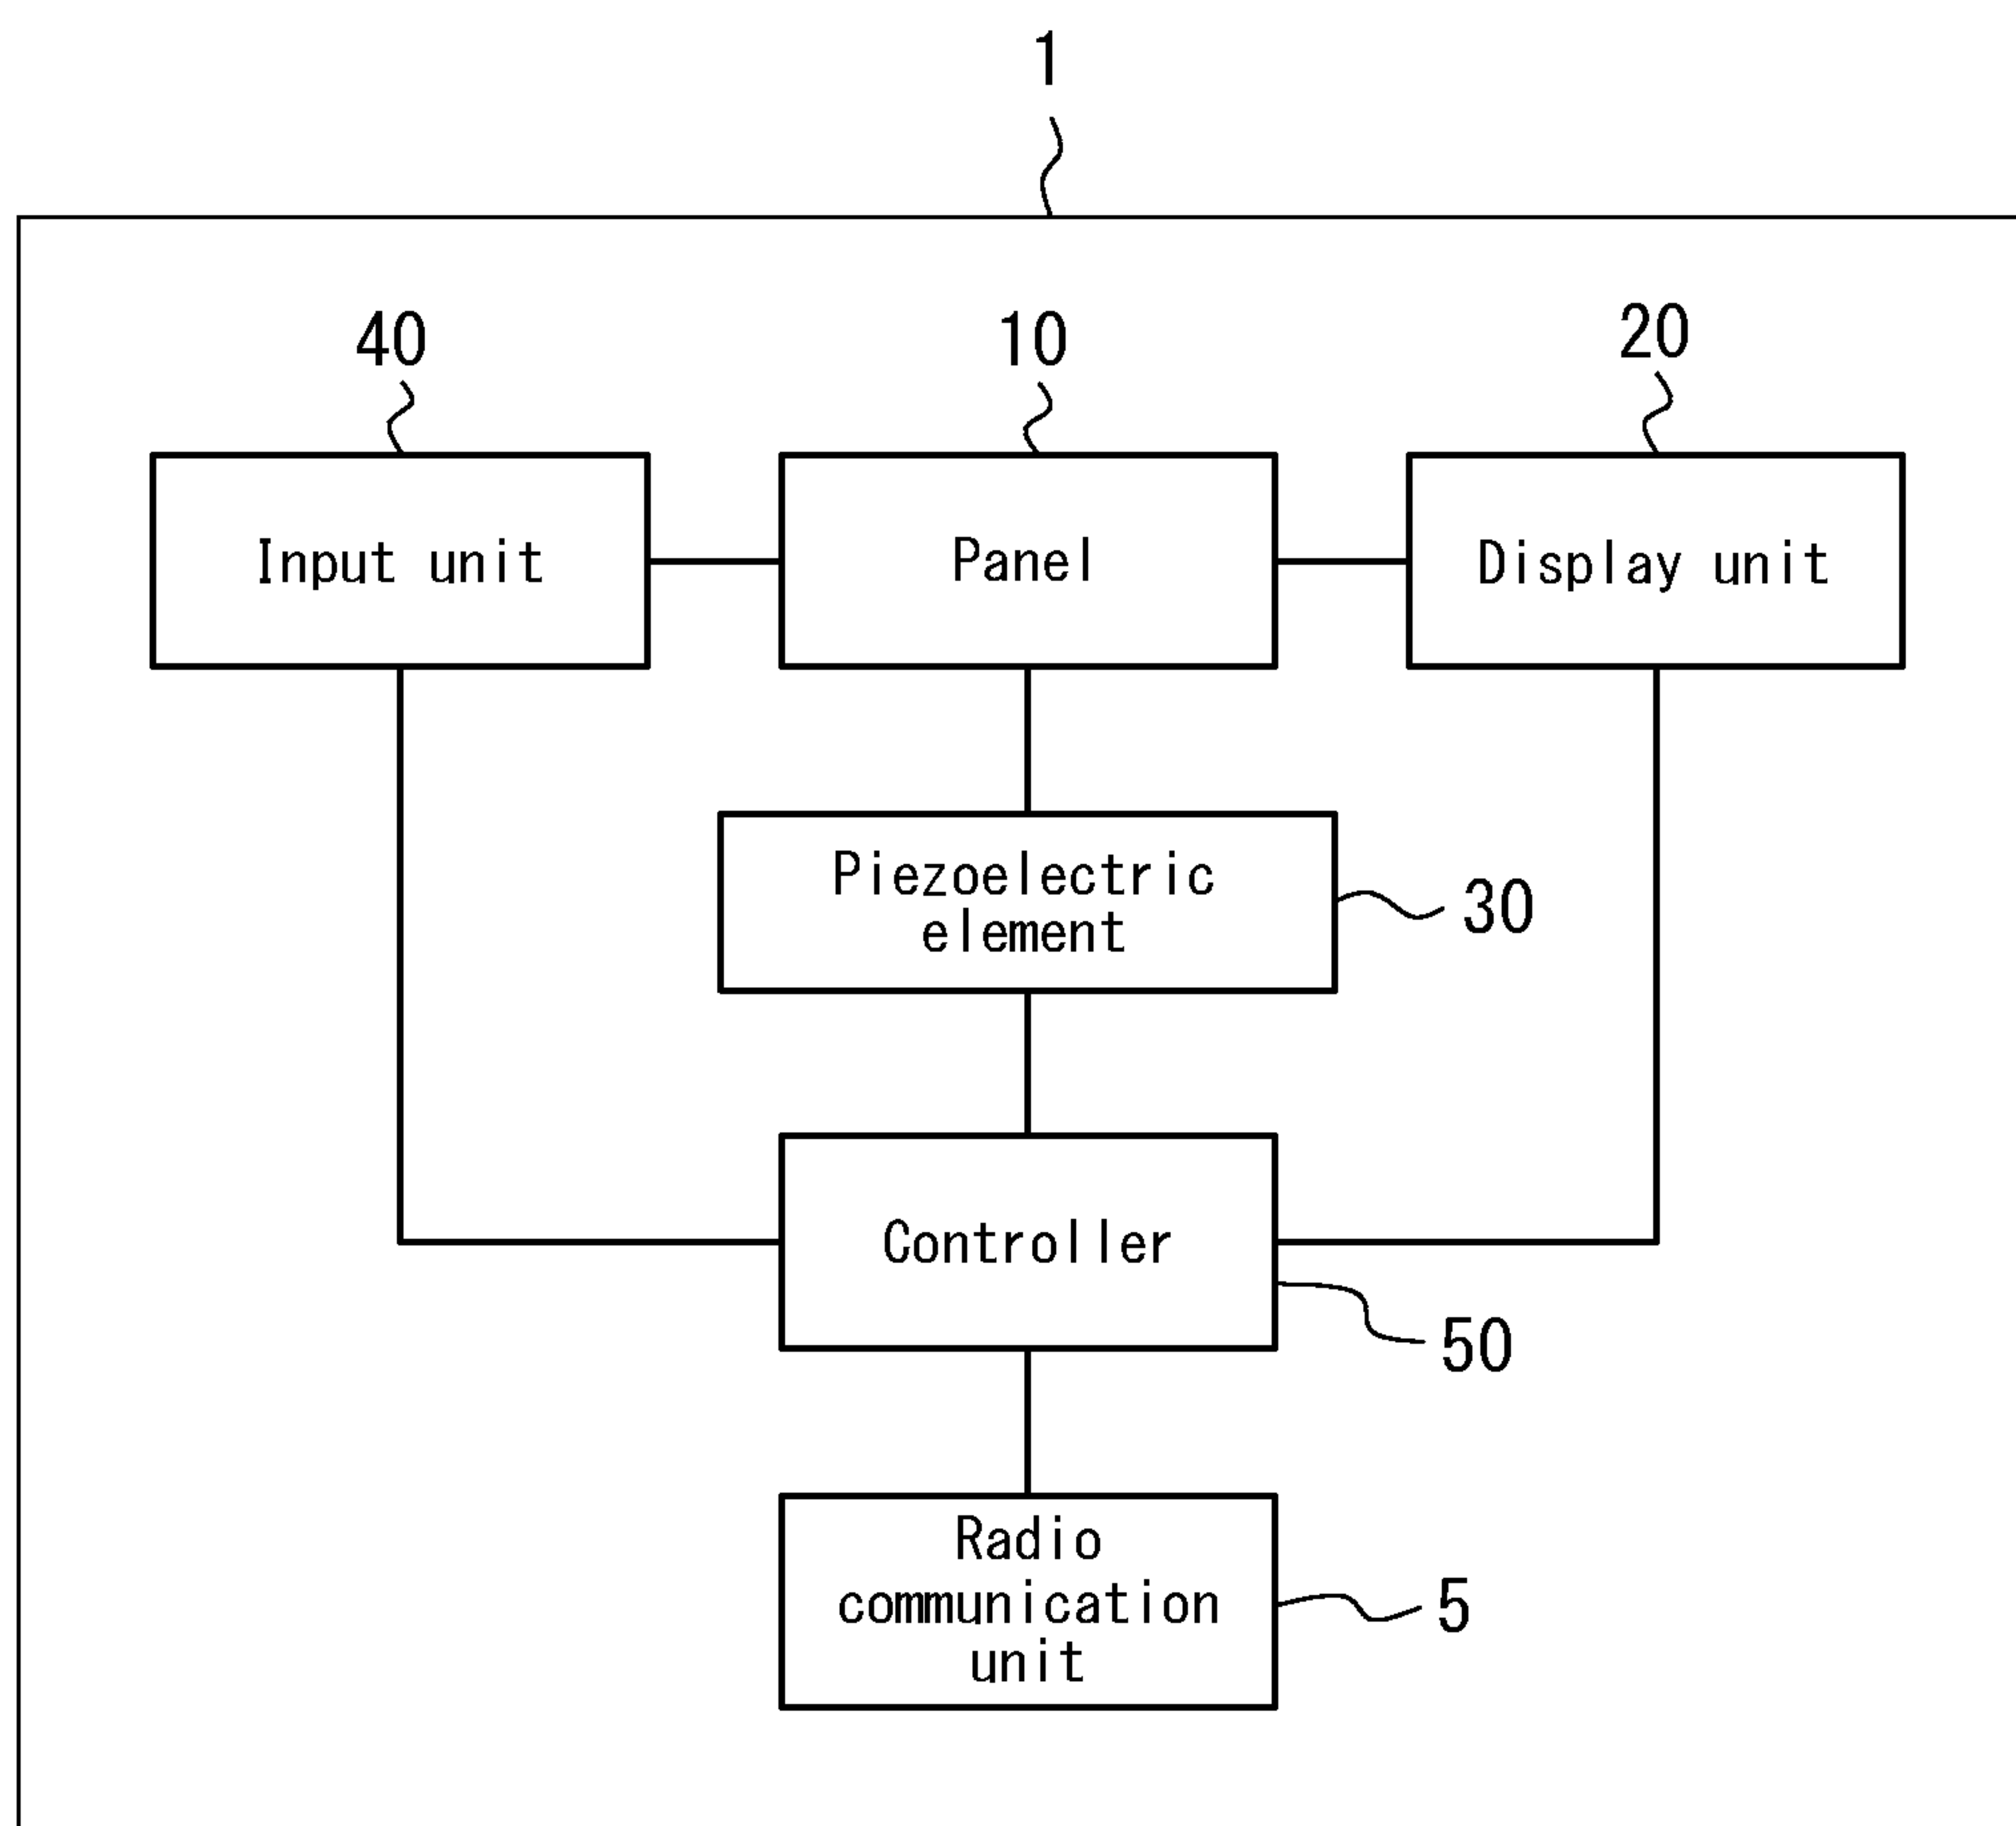 1
40
10
20
Input unit
Panel
Display unit
Piezoelectric
element
30
Controller
50
Radio
communication
unit
5